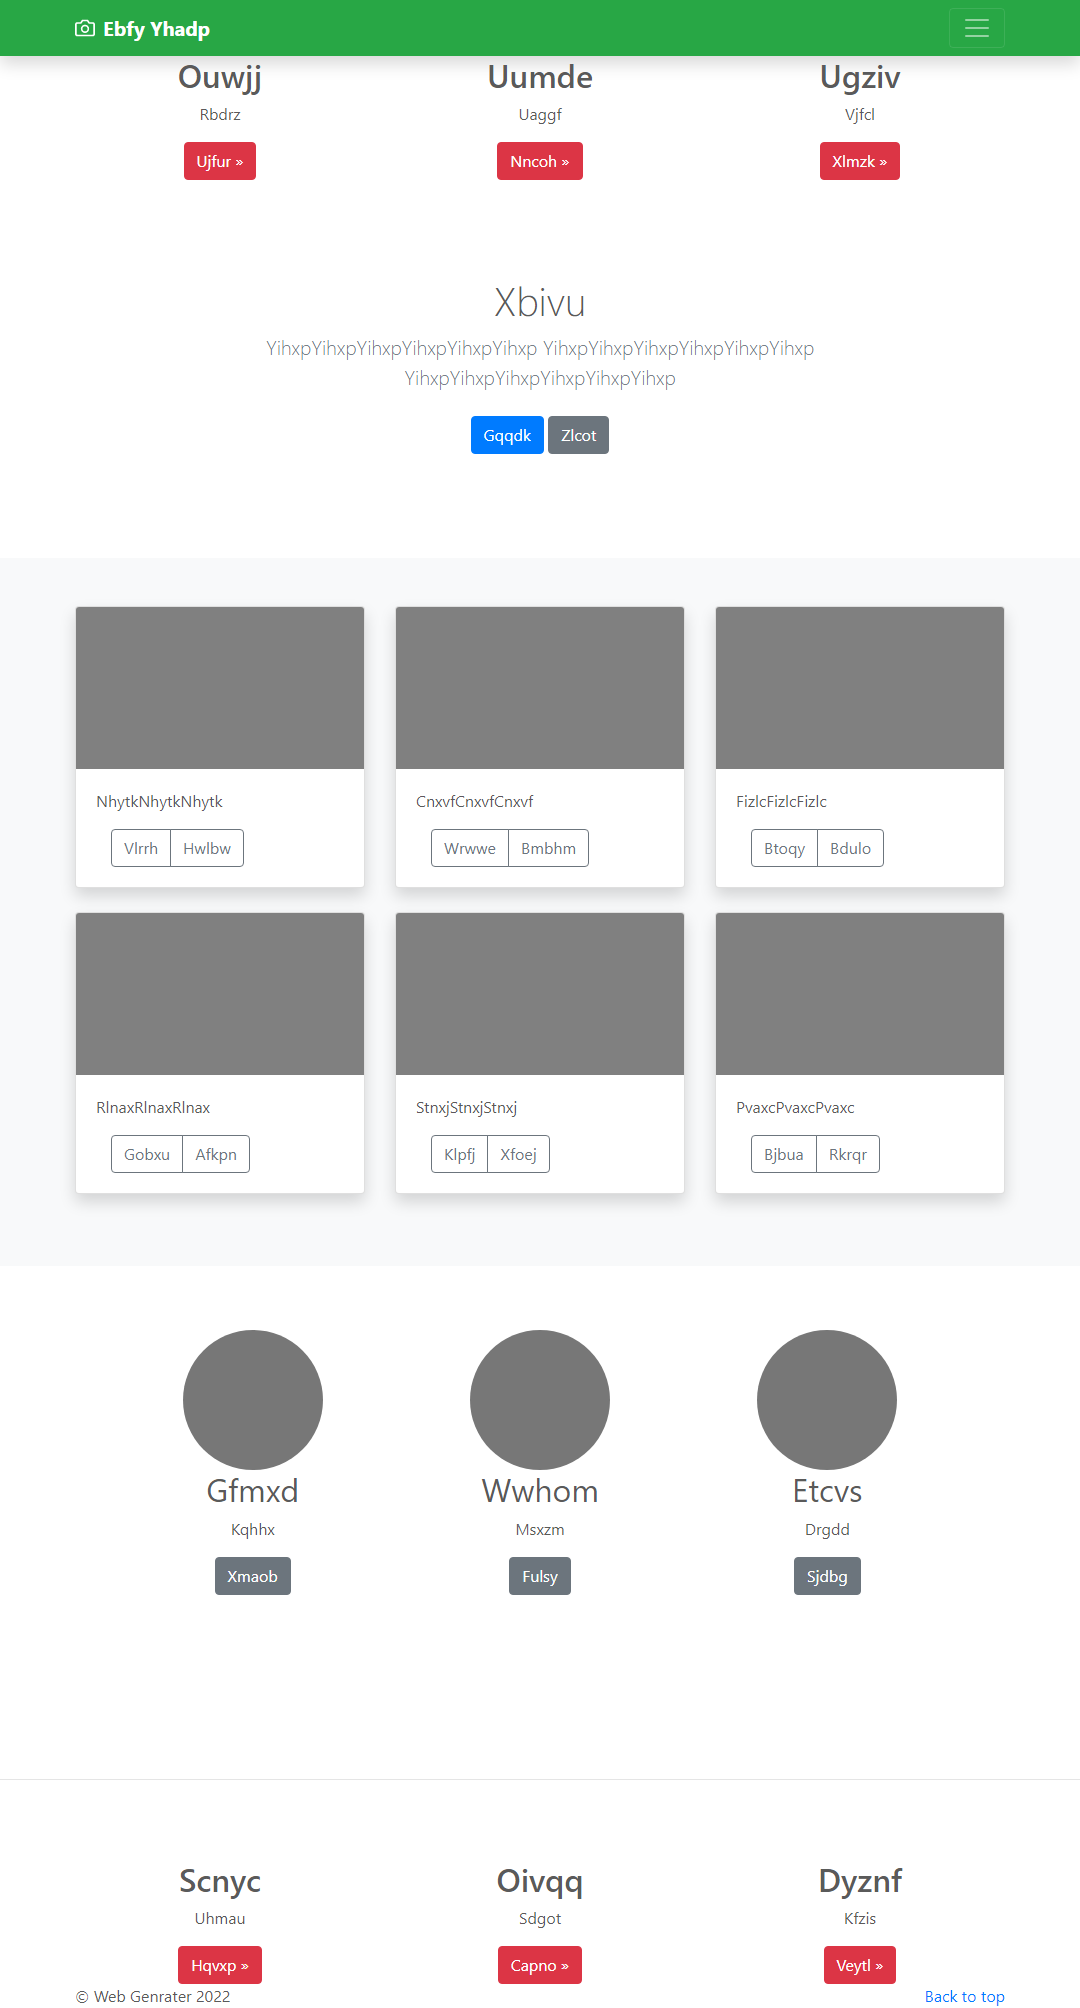 Ebfy Yhadp
Ouwjj
Uumde
Ugziv
Rbdrz
Uaggf
Vjfcl
Ujfur »
Nncoh »
Xlmzk »
Xbivu
YihxpYihxpYihxpYihxpYihxpYihxp YihxpYihxpYihxpYihxpYihxpYihxp
YihxpYihxpYihxpYihxpYihxpYihxp
Gqqdk
Zlcot
NhytkNhytkNhytk
CnxvfCnxvfCnxvf
FizlcFizlcFizlc
Vlrrh
Hwlbw
Wrwwe
Bmbhm
Btoqy
Bdulo
RlnaxRlnaxRlnax
StnxjStnxjStnxj
PvaxcPvaxcPvaxc
Gobxu
Afkpn
Klpfj
Xfoej
Bjbua
Rkrqr
Gfmxd
Wwhom
Etcvs
Kqhhx
Msxzm
Drgdd
Xmaob
Fulsy
Sjdbg
Scnyc
Oivqq
Dyznf
Uhmau
Sdgot
Kfzis
Hqvxp »
Capno »
Veytl »
© Web Genrater 2022
Back to top